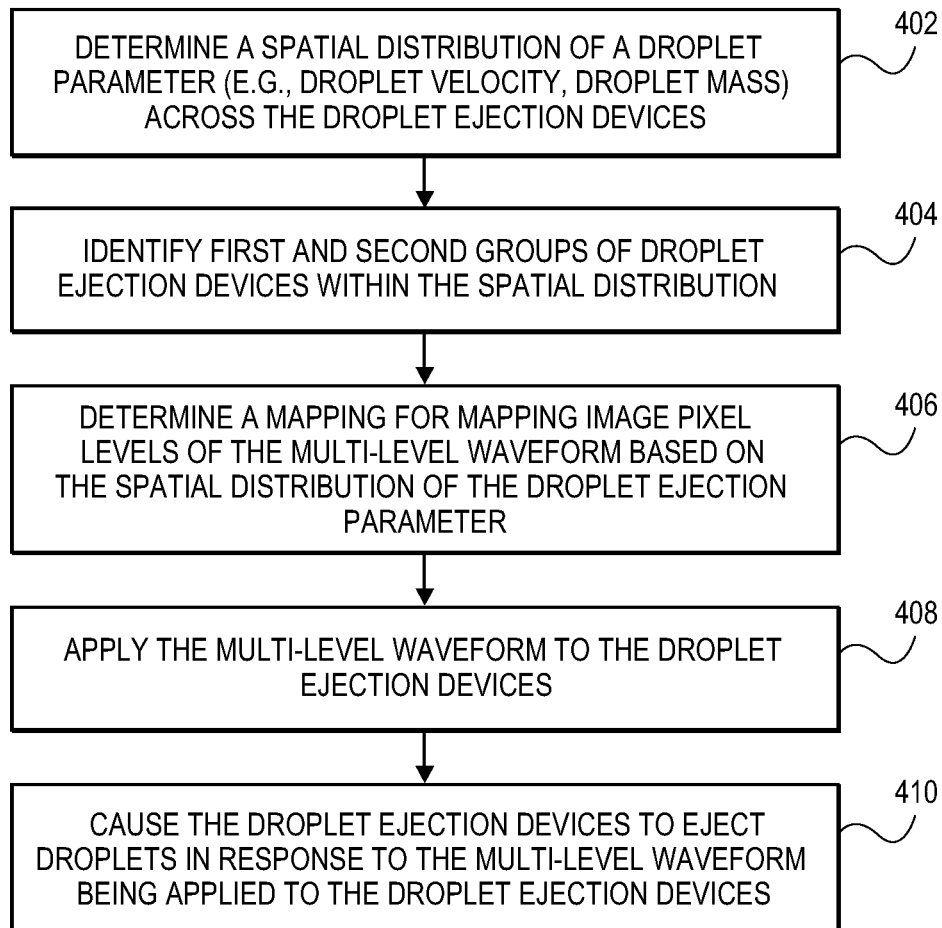 402
DETERMINE A SPATIAL DISTRIBUTION OF A DROPLET
PARAMETER (E.G., DROPLET VELOCITY, DROPLET MASS)
ACROSS THE DROPLET EJECTION DEVICES
404
IDENTIFY FIRST AND SECOND GROUPS OF DROPLET
EJECTION DEVICES WITHIN THE SPATIAL DISTRIBUTION
406
DETERMINE A MAPPING FOR MAPPING IMAGE PIXEL
LEVELS OF THE MULTI-LEVEL WAVEFORM BASED ON
THE SPATIAL DISTRIBUTION OF THE DROPLET EJECTION
PARAMETER
408
APPLY THE MULTI-LEVEL WAVEFORM TO THE DROPLET
EJECTION DEVICES
410
CAUSE THE DROPLET EJECTION DEVICES TO EJECT
DROPLETS IN RESPONSE TO THE MULTI-LEVEL WAVEFORM
BEING APPLIED TO THE DROPLET EJECTION DEVICES